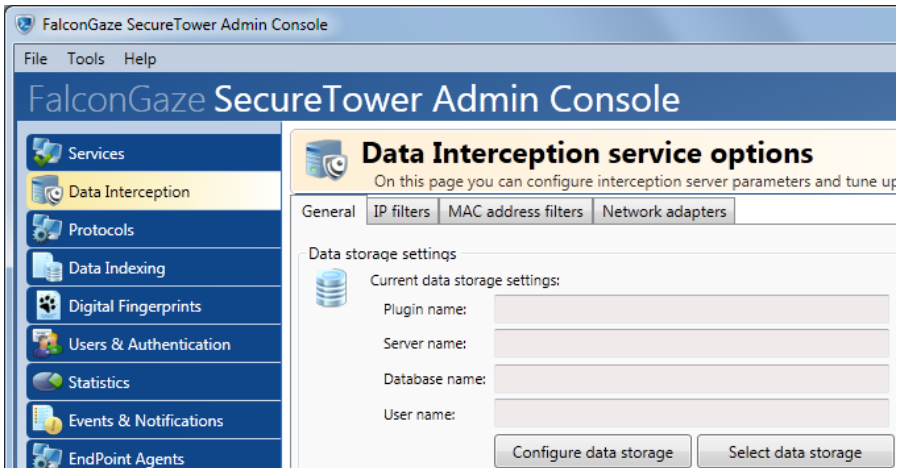 FalconGaze SecureTower Admin Console
File Tools Help
FalconGaze SecureTower Admin Console
Services
Data Interception
Protocols
Data Indexing
Digital Fingerprints
Users & Authentication
Statistics
Events & Notifications
EndPoint Agents
Data Interception service options
On this page you can configure interception server parameters and tune up
General IP filters MAC address filters Network adapters
Data storage settings
Current data storage settings:
Plugin name:
Server name:
Database name:
User name:
Configure data storage Select data storage